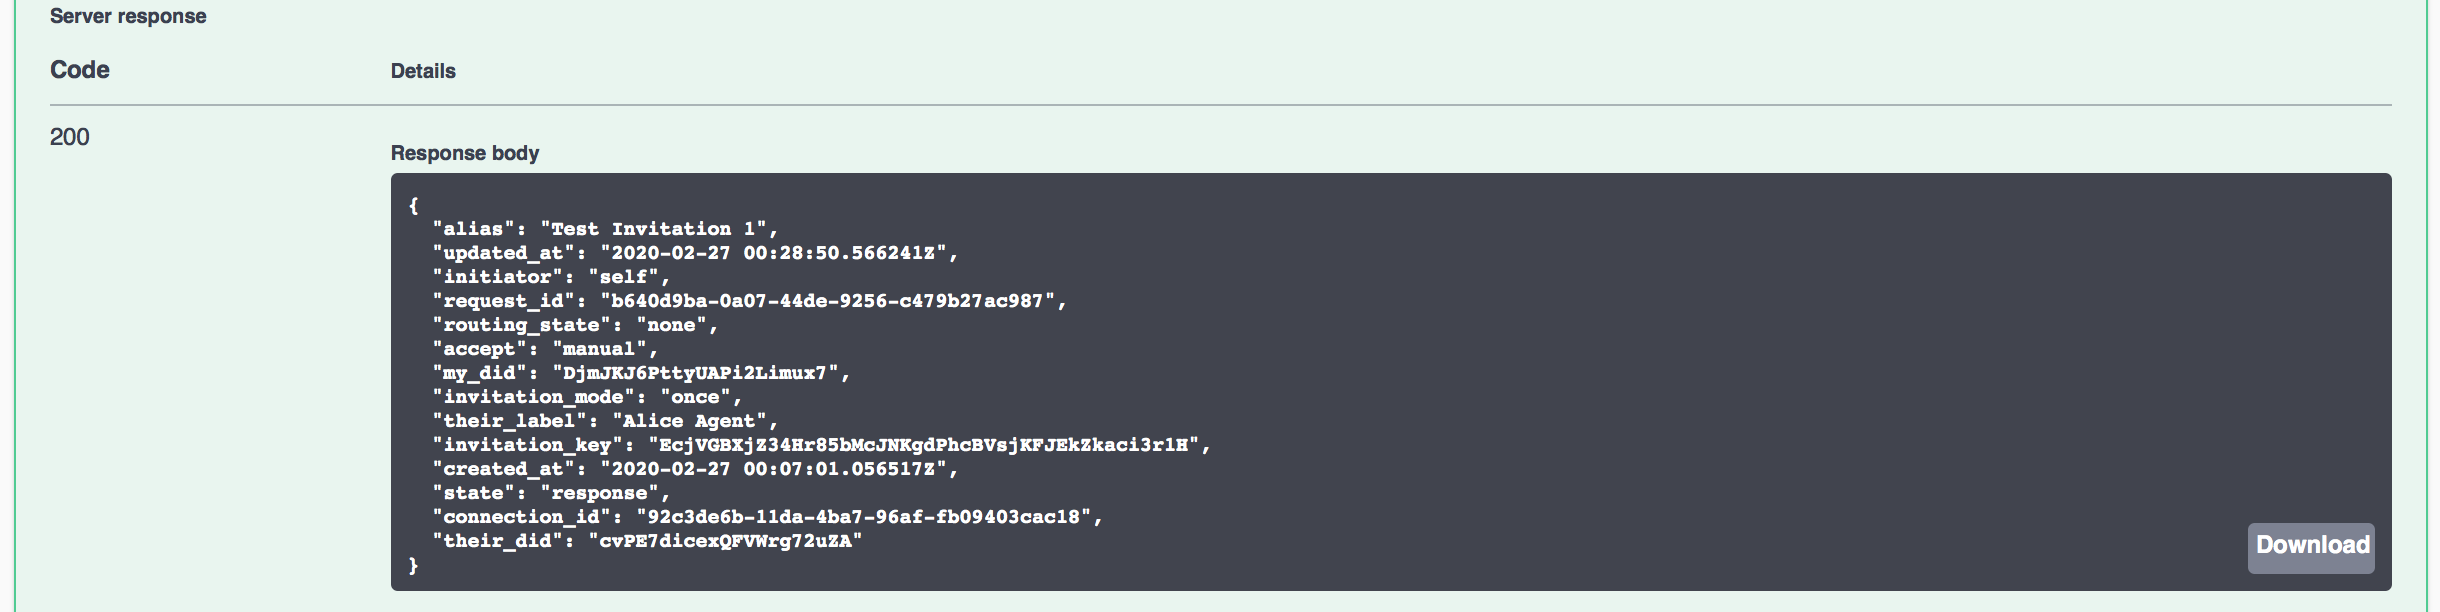 Server response
Code Details
200
Response body
{
"alias": "Test Invitation 1",
"updated_at": "2020-02-27 00:28:50.566241Z",
"initiator": "self",
"request_id": "b640d9ba-0a07-44de-9256-c479b27ac987",
"routing_state": "none",
"accept": "manual",
"my_did": "DjmJKJ6PttyUAPi2Limux7",
"invitation_mode": "once",
"their_label": "Alice Agent",
"invitation_key": "EcjVGBXjZ34Hr85bMcJNKgdPhcBVsjKFJEkZkaci3r1H",
"created_at": "2020-02-27 00:07:01.056517Z",
"state": "response",
"connection_id": "92c3de6b-11da-4ba7-96af-fb09403cac18",
"their_did": "cvPE7dicexQFVWrg72uZA"
}
Download